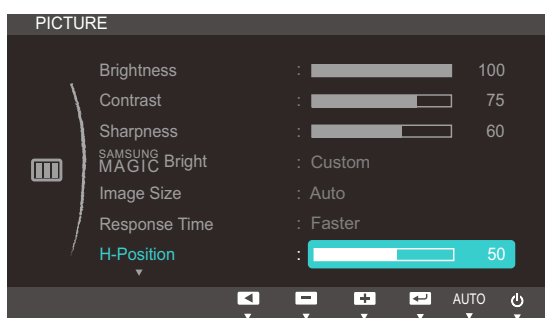 PICTURE
Brightness : 100
Contrast : 75
Sharpness : 60
SAMSUNG MAGIC Bright : Custom
Image Size : Auto
Response Time : Faster
H-Position : 50
AUTO